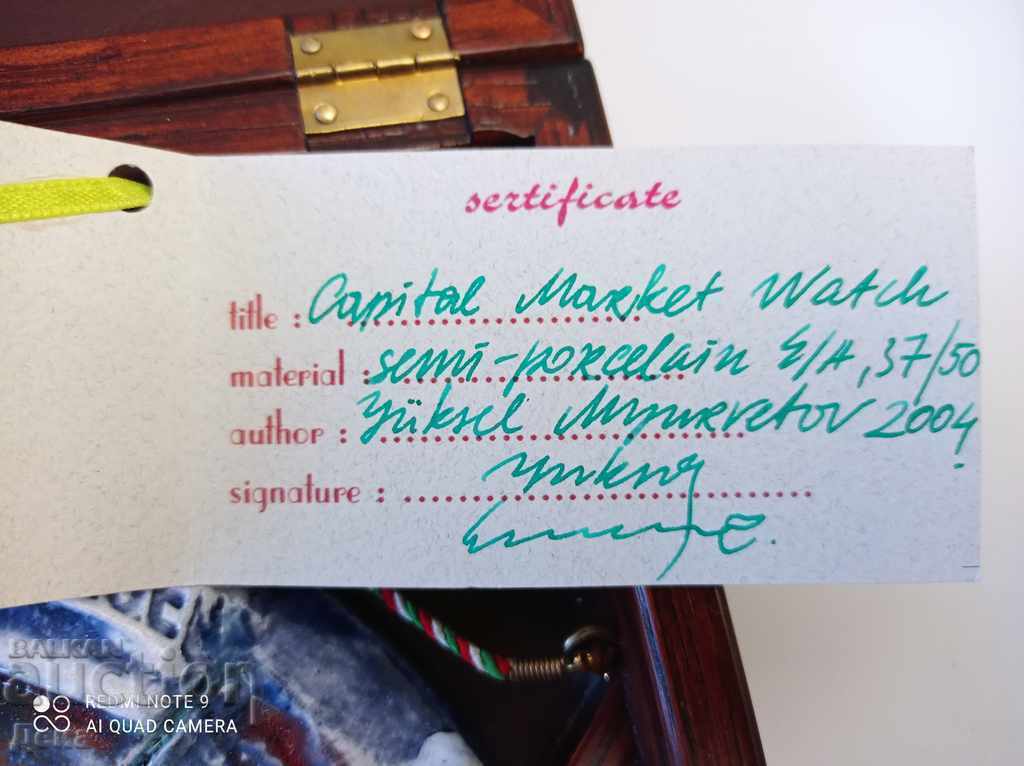 sertificate
title : Capital Market Watch
material : semi-porcelain E/A, 37/50
author : Yüksel 2004
signature :
BALKAN
auction
REDMI NOTE 9
AI QUAD CAMERA